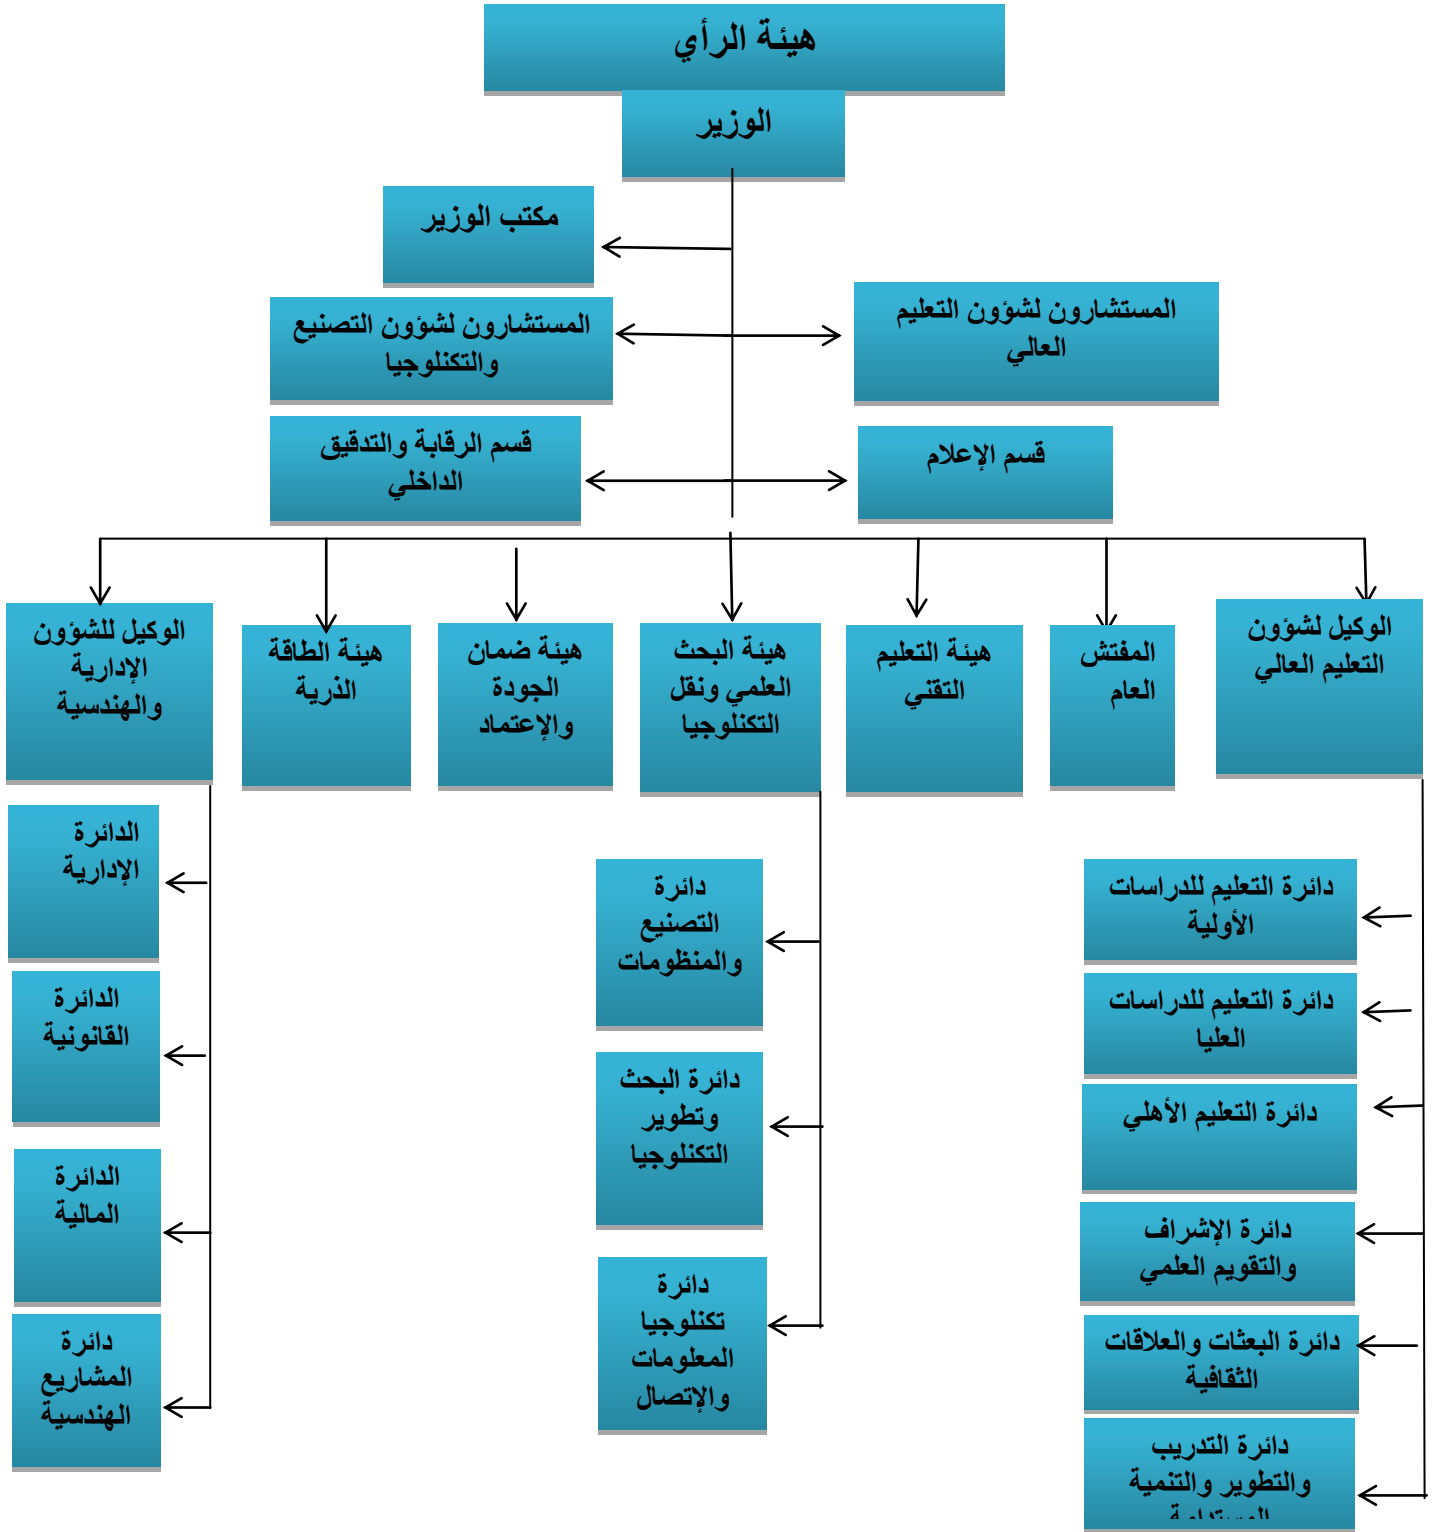 هيئة الرأي
الوزير
مكتب الوزير
المستشارون لشؤون التعليم
العالي
المستشارون لشؤون التصنيع
والتكنلوجيا
قسم الإعلام
قسم الرقابة والتدقيق
الداخلي
الوكيل لشؤون
التعليم العالي
المفتش
العام
هيئة التعليم
التقني
هيئة البحث
العلمي ونقل
التكنلوجيا
هيئة ضمان
الجودة
والإعتماد
هيئة الطاقة
الذرية
الوكيل للشؤون
الإدارية
والهندسية
دائرة التعليم للدراسات
الأولية
دائرة التعليم للدراسات
العليا
دائرة التعليم الأهلي
دائرة الإشراف
والتقويم العلمي
دائرة البعثات والعلاقات
الثقافية
دائرة التدريب
والتطوير والتنمية
المستدامة
دائرة
التصنيع
والمنظومات
دائرة البحث
وتطوير
التكنلوجيا
دائرة
تكنلوجيا
المعلومات
والإتصال
الدائرة
الإدارية
الدائرة
القانونية
الدائرة
المالية
دائرة
المشاريع
الهندسية